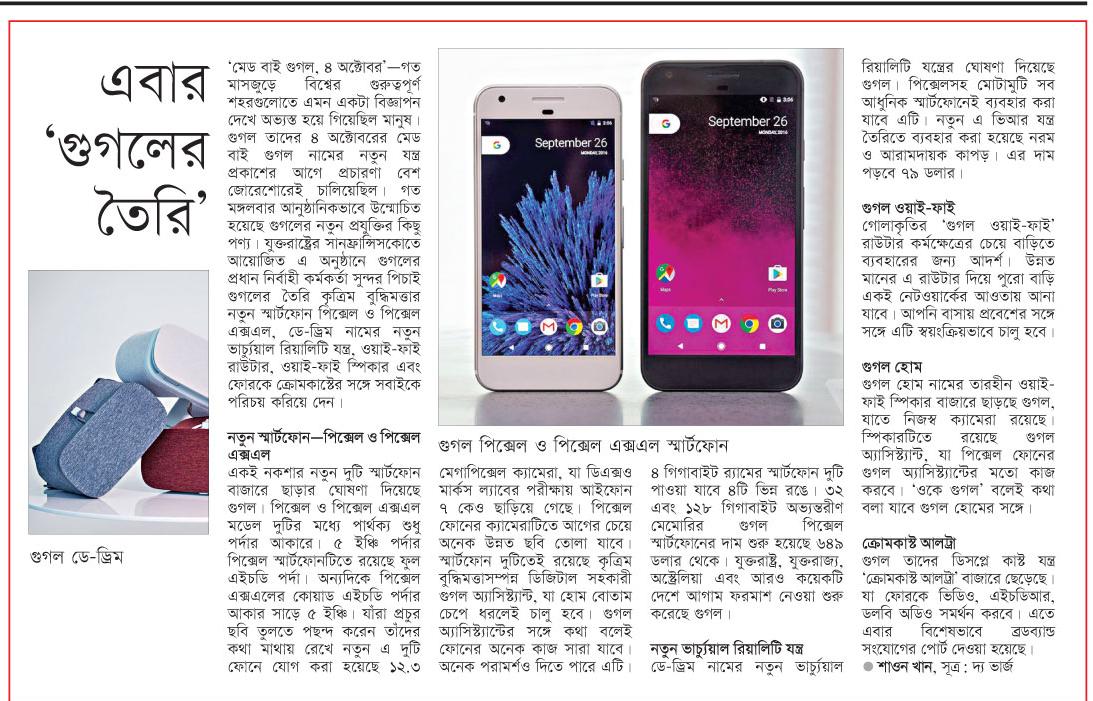 এবার
‘গুগলের
তৈরি’
‘মেড বাই গুগল, ৪ অক্টোবর’—গত
মাসজুড়ে বিশ্বের গুরুত্বপূর্ণ
শহরগুলোতে এমন একটা বিজ্ঞাপন
দেখে অভ্যস্ত হয়ে গিয়েছিল মানুষ।
গুগল তাদের ৪ অক্টোবরের মেড
বাই গুগল নামের নতুন যন্ত্র
প্রকাশের আগে প্রচারণা বেশ
জোরেশোরেই চালিয়েছিল। গত
মঙ্গলবার আনুষ্ঠানিকভাবে উন্মোচিত
হয়েছে গুগলের নতুন প্রযুক্তির কিছু
পণ্য। যুক্তরাষ্ট্রের সানফ্রান্সিসকোতে
আয়োজিত এ অনুষ্ঠানে গুগলের
প্রধান নির্বাহী কর্মকর্তা সুন্দর পিচাই
গুগলের তৈরি কৃত্রিম বুদ্ধিমত্তার
নতুন স্মার্টফোন পিক্সেল ও পিক্সেল
এক্সএল, ডে-ড্রিম নামের নতুন
ভার্চ্যুয়াল রিয়ালিটি যন্ত্র, ওয়াই-ফাই
রাউটার, ওয়াই-ফাই স্পিকার এবং
ফোরকে ক্রোমকাস্টের সঙ্গে সবাইকে
পরিচয় করিয়ে দেন।
নতুন স্মার্টফোন—পিক্সেল ও পিক্সেল
এক্সএল
একই নকশার নতুন দুটি স্মার্টফোন
বাজারে ছাড়ার ঘোষণা দিয়েছে
গুগল। পিক্সেল ও পিক্সেল এক্সএল
মডেল দুটির মধ্যে পার্থক্য শুধু
পর্দার আকারে। ৫ ইঞ্চি পর্দার
পিক্সেল স্মার্টফোনটিতে রয়েছে ফুল
এইচডি পর্দা। অন্যদিকে পিক্সেল
এক্সএলের কোয়াড এইচডি পর্দার
আকার সাড়ে ৫ ইঞ্চি। যাঁরা প্রচুর
ছবি তুলতে পছন্দ করেন তাঁদের
কথা মাথায় রেখে নতুন এ দুটি
ফোনে যোগ করা হয়েছে ১২.৩
গুগল ডে-ড্রিম
3:06
G
September 26
MONDAY, 2016
Maps
Play Store
3:06
G
September 26
MONDAY, 2016
Maps
Play Store
গুগল পিক্সেল ও পিক্সেল এক্সএল স্মার্টফোন
মেগাপিক্সেল ক্যামেরা, যা ডিএক্সও
মার্কস ল্যাবের পরীক্ষায় আইফোন
৭ কেও ছাড়িয়ে গেছে। পিক্সেল
ফোনের ক্যামেরাটিতে আগের চেয়ে
অনেক উন্নত ছবি তোলা যাবে।
স্মার্টফোন দুটিতেই রয়েছে কৃত্রিম
বুদ্ধিমত্তাসম্পন্ন ডিজিটাল সহকারী
গুগল অ্যাসিস্ট্যান্ট, যা হোম বোতাম
চেপে ধরলেই চালু হবে। গুগল
অ্যাসিস্ট্যান্টের সঙ্গে কথা বলেই
ফোনের অনেক কাজ সারা যাবে।
অনেক পরামর্শও দিতে পারে এটি।
৪ গিগাবাইট র‍্যামের স্মার্টফোন দুটি
পাওয়া যাবে ৪টি ভিন্ন রঙে। ৩২
এবং ১২৮ গিগাবাইট অভ্যন্তরীণ
মেমোরির গুগল পিক্সেল
স্মার্টফোনের দাম শুরু হয়েছে ৬৪৯
ডলার থেকে। যুক্তরাষ্ট্র, যুক্তরাজ্য,
অস্ট্রেলিয়া এবং আরও কয়েকটি
দেশে আগাম ফরমাশ নেওয়া শুরু
করেছে গুগল।
নতুন ভার্চ্যুয়াল রিয়ালিটি যন্ত্র
ডে-ড্রিম নামের নতুন ভার্চ্যুয়াল
রিয়ালিটি যন্ত্রের ঘোষণা দিয়েছে
গুগল। পিক্সেলসহ মোটামুটি সব
আধুনিক স্মার্টফোনেই ব্যবহার করা
যাবে এটি। নতুন এ ভিআর যন্ত্র
তৈরিতে ব্যবহার করা হয়েছে নরম
ও আরামদায়ক কাপড়। এর দাম
পড়বে ৭৯ ডলার।
গুগল ওয়াই-ফাই
গোলাকৃতির ‘গুগল ওয়াই-ফাই’
রাউটার কর্মক্ষেত্রের চেয়ে বাড়িতে
ব্যবহারের জন্য আদর্শ। উন্নত
মানের এ রাউটার দিয়ে পুরো বাড়ি
একই নেটওয়ার্কের আওতায় আনা
যাবে। আপনি বাসায় প্রবেশের সঙ্গে
সঙ্গে এটি স্বয়ংক্রিয়ভাবে চালু হবে।
গুগল হোম
গুগল হোম নামের তারহীন ওয়াই-
ফাই স্পিকার বাজারে ছাড়ছে গুগল,
যাতে নিজস্ব ক্যামেরা রয়েছে।
স্পিকারটিতে রয়েছে গুগল
অ্যাসিস্ট্যান্ট, যা পিক্সেল ফোনের
গুগল অ্যাসিস্ট্যান্টের মতো কাজ
করবে। ‘ওকে গুগল’ বলেই কথা
বলা যাবে গুগল হোমের সঙ্গে।
ক্রোমকাস্ট আলট্রা
গুগল তাদের ডিসপ্লে কাস্ট যন্ত্র
‘ক্রোমকাস্ট আলট্রা’ বাজারে ছেড়েছে।
যা ফোরকে ভিডিও, এইচডিআর,
ডলবি অডিও সমর্থন করবে। এতে
এবার বিশেষভাবে ব্রডব্যান্ড
সংযোগের পোর্ট দেওয়া হয়েছে।
● শাওন খান, সূত্র : দ্য ভার্জ